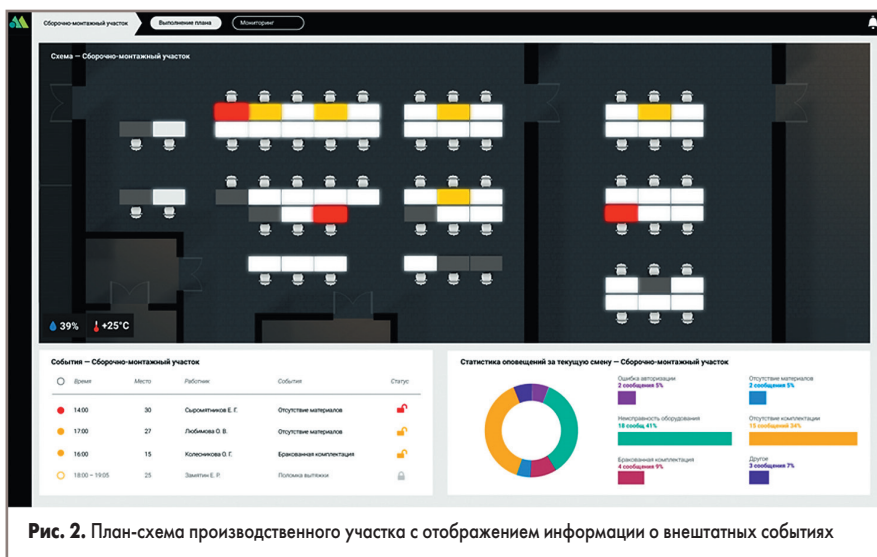 Сборочно-монтажный участок
Выполнение плана
Мониторинг
Схема — Сборочно-монтажный участок
39%
+25°C
События — Сборочно-монтажный участок
Время Место Работник События Статус
14:00 30 Сыромятников Е. Г. Отсутствие материалов
17:00 27 Любимова О. В. Отсутствие материалов
16:00 15 Колесникова О. Г. Бракованная комплектация
18:00 – 19:05 25 Замятин Е. Р. Поломка вытяжки
Статистика оповещений за текущую смену — Сборочно-монтажный участок
Ошибка авторизации
2 сообщения 5%
Отсутствие материалов
2 сообщения 5%
Неисправность оборудования
18 сообщ. 41%
Отсутствие комплектации
15 сообщений 34%
Бракованная комплектация
4 сообщения 9%
Другое
3 сообщения 7%
Рис. 2. План-схема производственного участка с отображением информации о внештатных событиях